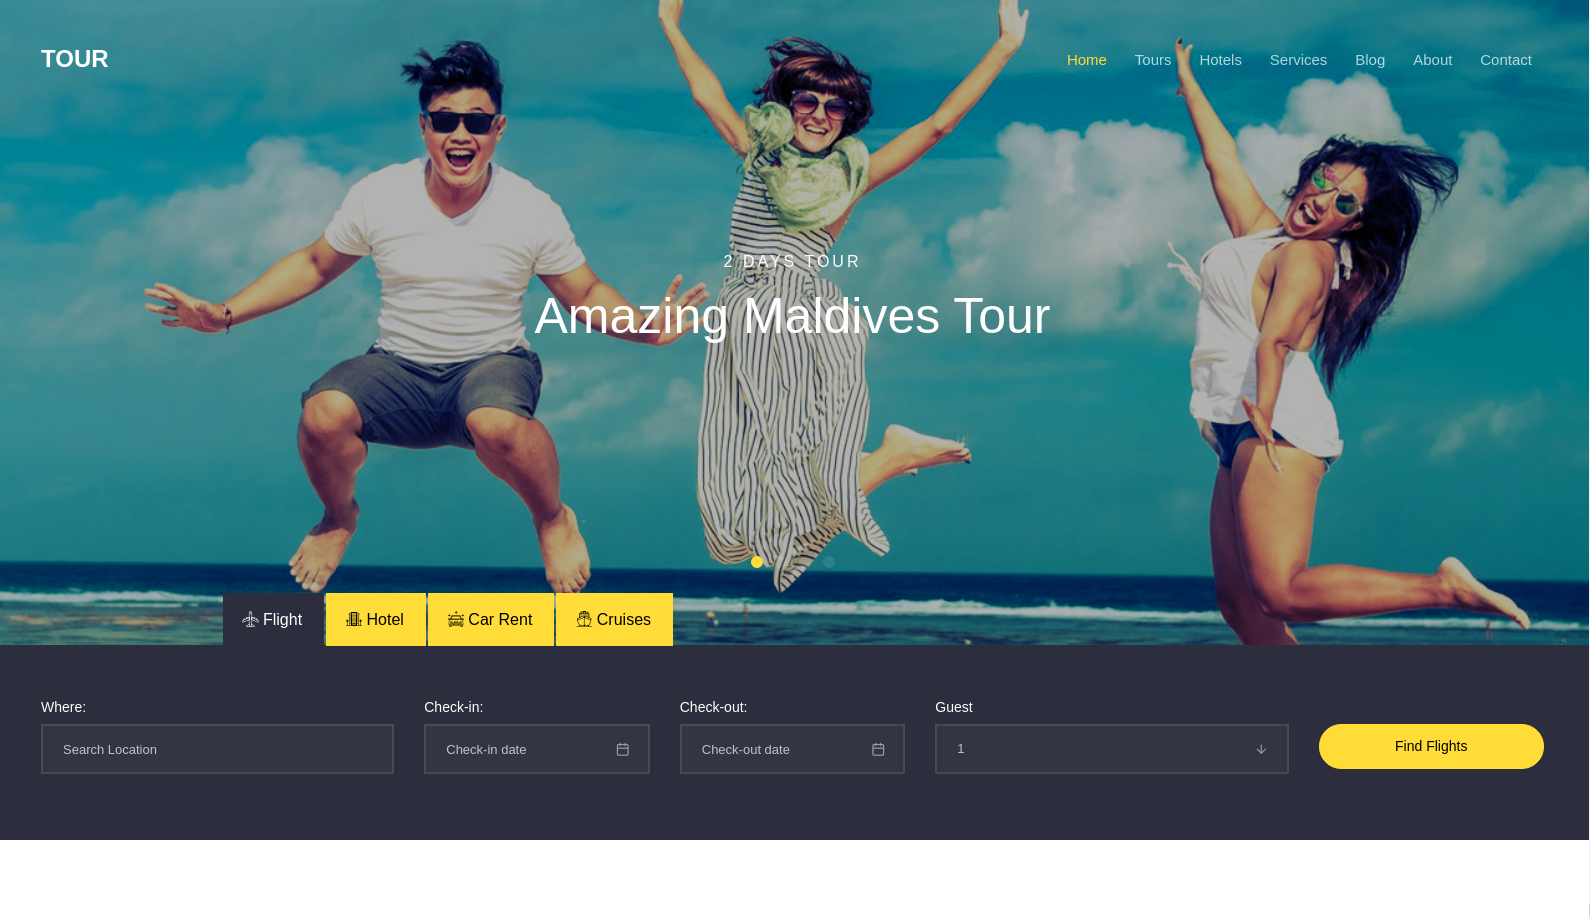 TOUR
Home Tours Hotels Services Blog About Contact
2 DAYS TOUR
Amazing Maldives Tour
Flight Hotel Car Rent Cruises
Where: Check-in: Check-out: Guest
Search Location Check-in date Check-out date 1 Find Flights